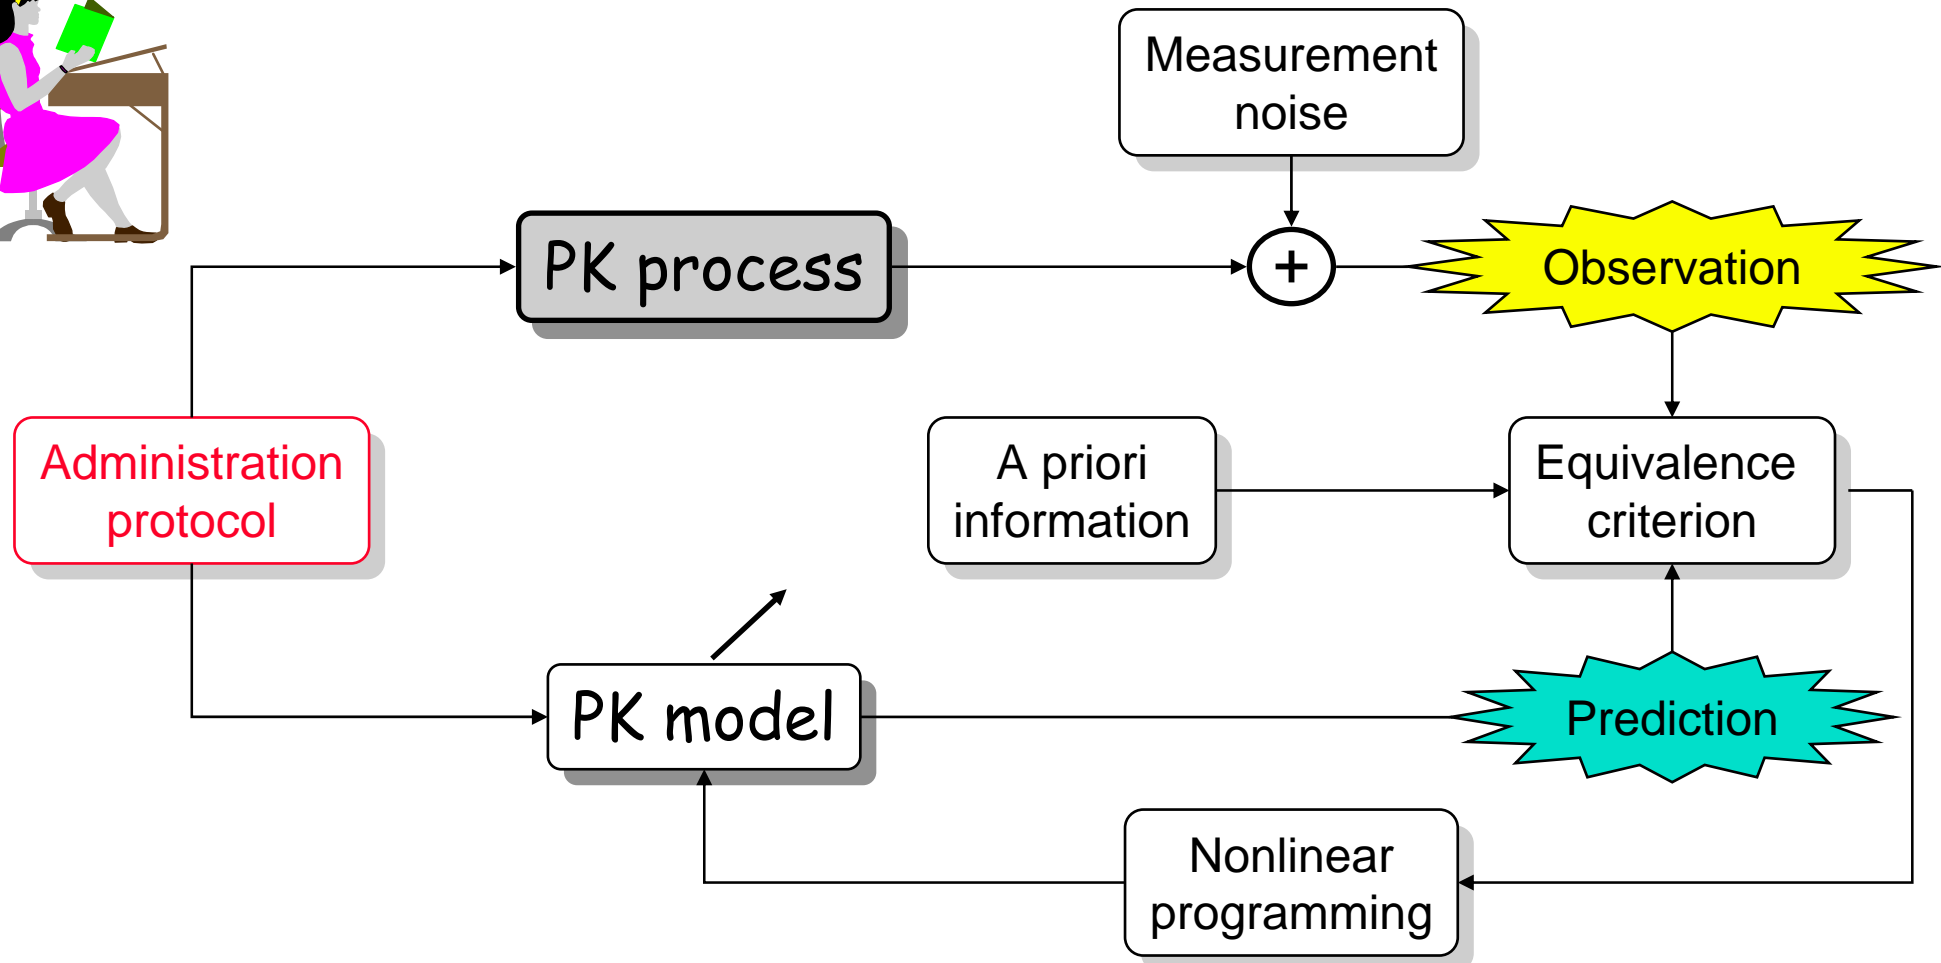 Measurement
noise
PK process
+
Observation
Administration
protocol
A priori
information
Equivalence
criterion
PK model
Prediction
Nonlinear
programming